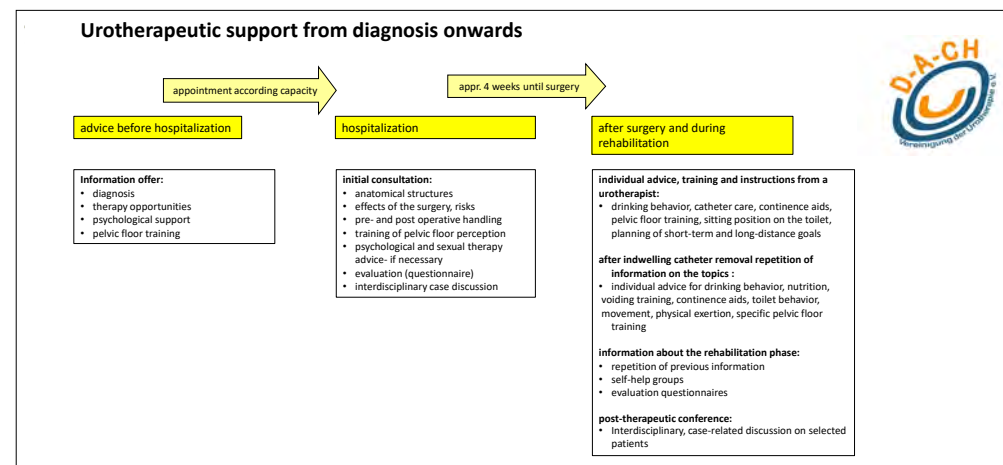 Urotherapeutic support from diagnosis onwards
D-A-CH
Vereinigung der Urotherapie e.V.
appointment according capacity
appr. 4 weeks until surgery
advice before hospitalization
hospitalization
after surgery and during
rehabilitation
Information offer:
• diagnosis
• therapy opportunities
• psychological support
• pelvic floor training
initial consultation:
• anatomical structures
• effects of the surgery, risks
• pre- and post operative handling
• training of pelvic floor perception
• psychological and sexual therapy
advice- if necessary
• evaluation (questionnaire)
• interdisciplinary case discussion
individual advice, training and instructions from a
urotherapist:
• drinking behavior, catheter care, continence aids,
pelvic floor training, sitting position on the toilet,
planning of short-term and long-distance goals
after indwelling catheter removal repetition of
information on the topics :
• individual advice for drinking behavior, nutrition,
voiding training, continence aids, toilet behavior,
movement, physical exertion, specific pelvic floor
training
information about the rehabilitation phase:
• repetition of previous information
• self-help groups
• evaluation questionnaires
post-therapeutic conference:
• Interdisciplinary, case-related discussion on selected
patients